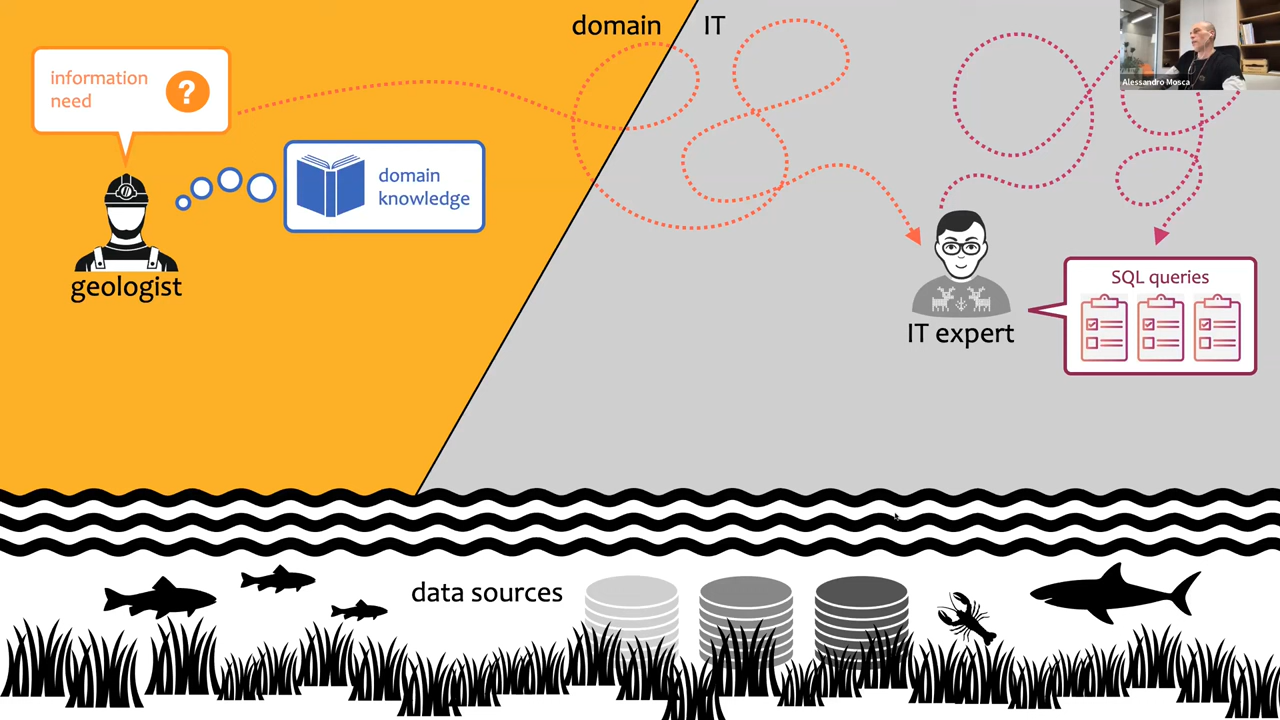 domain
IT
information
need
?
Alessandro Mosca
domain
knowledge
geologist
SQL queries
IT expert
data sources